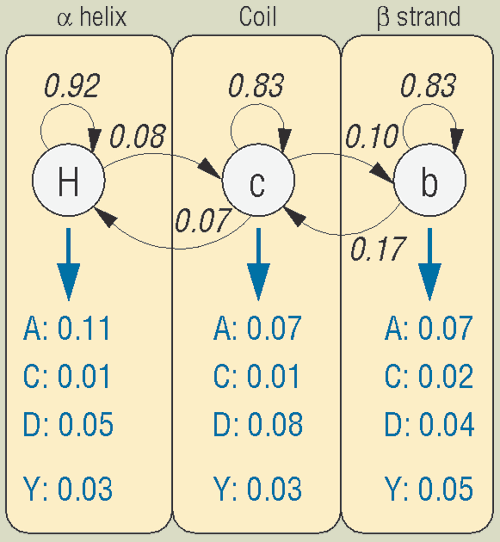 α helix Coil β strand
0.92 0.83 0.83
0.08 0.10
H c b
0.07
0.17
A: 0.11 A: 0.07 A: 0.07
C: 0.01 C: 0.01 C: 0.02
D: 0.05 D: 0.08 D: 0.04
Y: 0.03 Y: 0.03 Y: 0.05